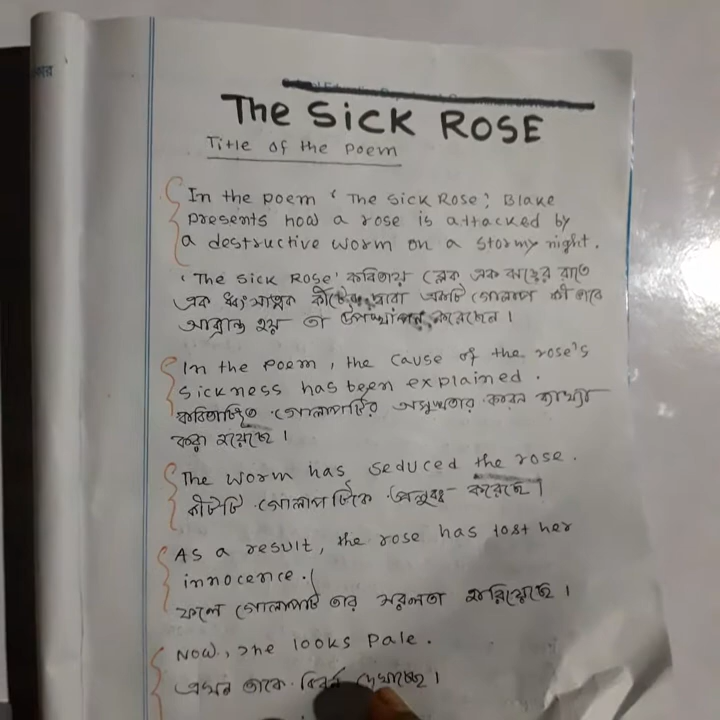 The SiCK ROSE
Title of the Poem
In the poem 'The Sick Rose', Blake
presents how a rose is attacked by
a destructive worm on a stormy night.
'The Sick Rose' কবিতায় ব্লেক এক ঝড়ের রাতে
এক ধ্বংসাত্মক কীটের দ্বারা একটি গোলাপ কী ভাবে
আক্রান্ত হয় তা উপস্থাপন করেছেন।
In the poem, the cause of the rose's
sickness has been explained.
কবিতাটিতে গোলাপটির অসুস্থতার কারন ব্যাখ্যা
করা হয়েছে।
The worm has seduced the rose.
কীটটি গোলাপটিকে প্রলুব্ধ করেছে।
As a result, the rose has lost her
innocence.
ফলে গোলাপটি তার সরলতা হারিয়েছে।
Now, she looks pale.
এখন তাকে বিবর্ন দেখাচ্ছে।